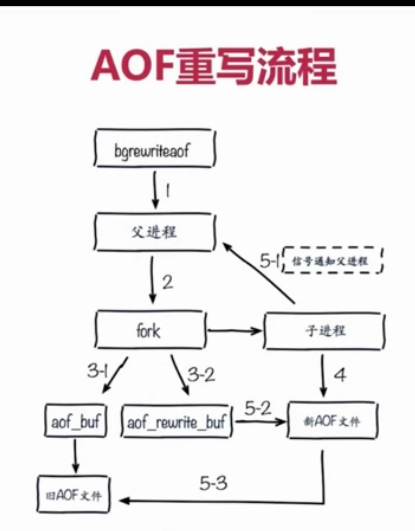 AOF重写流程
bgrewriteaof
1
父进程
5-1
信号通知父进程
2
fork
子进程
3-1
3-2
4
aof_buf
aof_rewrite_buf
5-2
新AOF文件
旧AOF文件
5-3